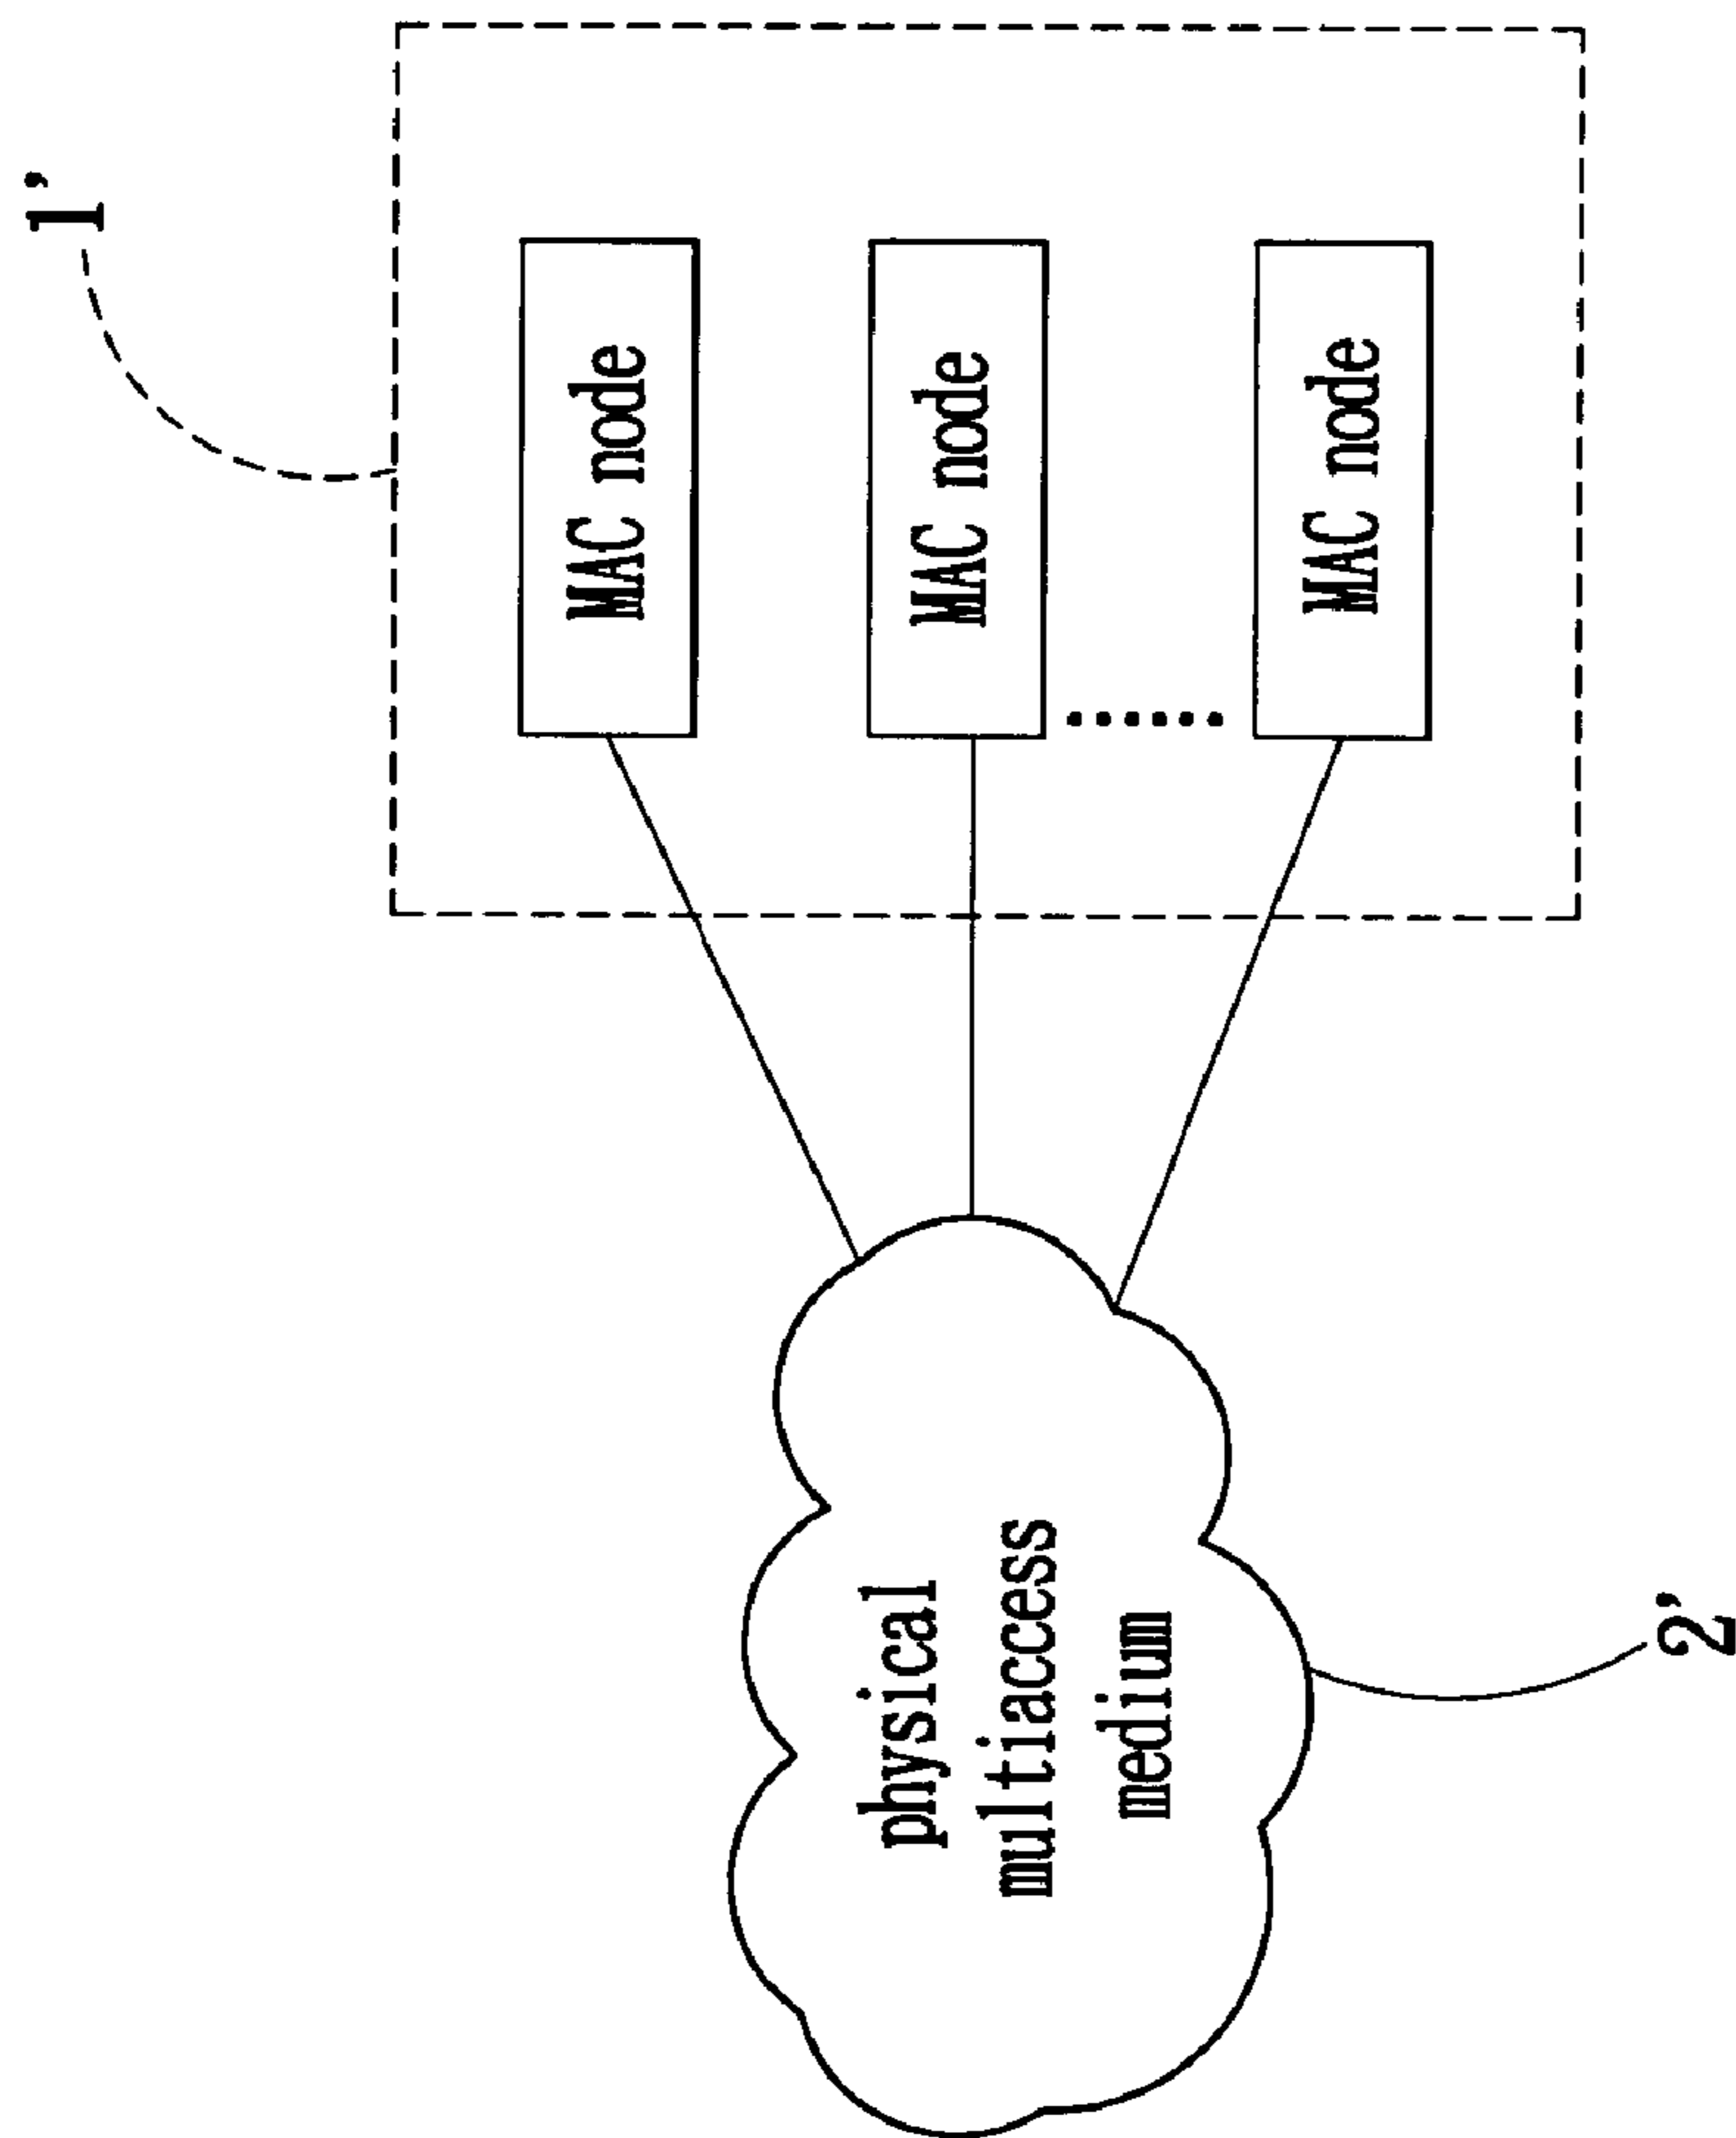 1’
MAC node
MAC node
......
MAC node
physical
multiaccess
medium
2’